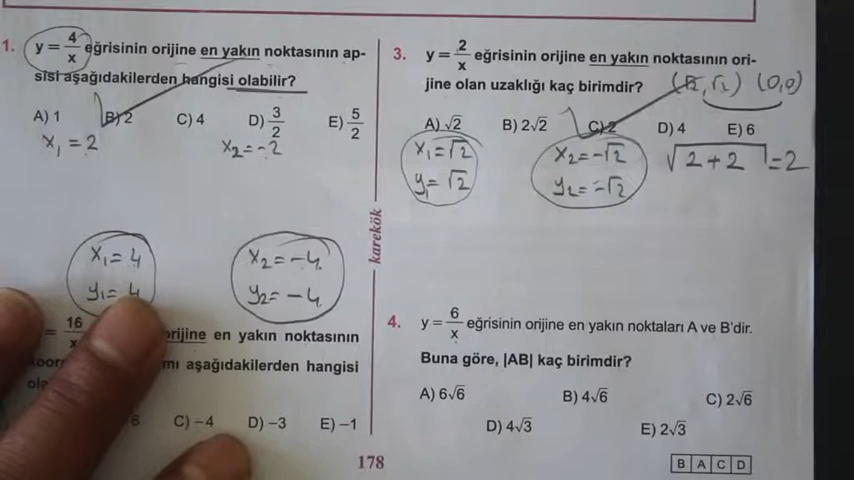 1. y = 4/x eğrisinin orijine en yakın noktasının ap-
sisi aşağıdakilerden hangisi olabilir?
A) 1 B) 2 C) 4 D) 3/2 E) 5/2
x₁ = 2 x₂ = -2
x₁ = 4 x₂ = -4
y₁ = 4 y₂ = -4
= 16/x orijine en yakın noktasının
mı aşağıdakilerden hangisi
6 C) -4 D) -3 E) -1
karekök
3. y = 2/x eğrisinin orijine en yakın noktasının ori-
jine olan uzaklığı kaç birimdir?
(√2, √2) (0,0)
A) √2 B) 2√2 C) 2 D) 4 E) 6
x₁ = √2 x₂ = -√2 √2+2 = 2
y₁ = √2 y₂ = -√2
4. y = 6/x eğrisinin orijine en yakın noktaları A ve B'dir.
Buna göre, |AB| kaç birimdir?
A) 6√6 B) 4√6 C) 2√6
D) 4√3 E) 2√3
178
B A C D